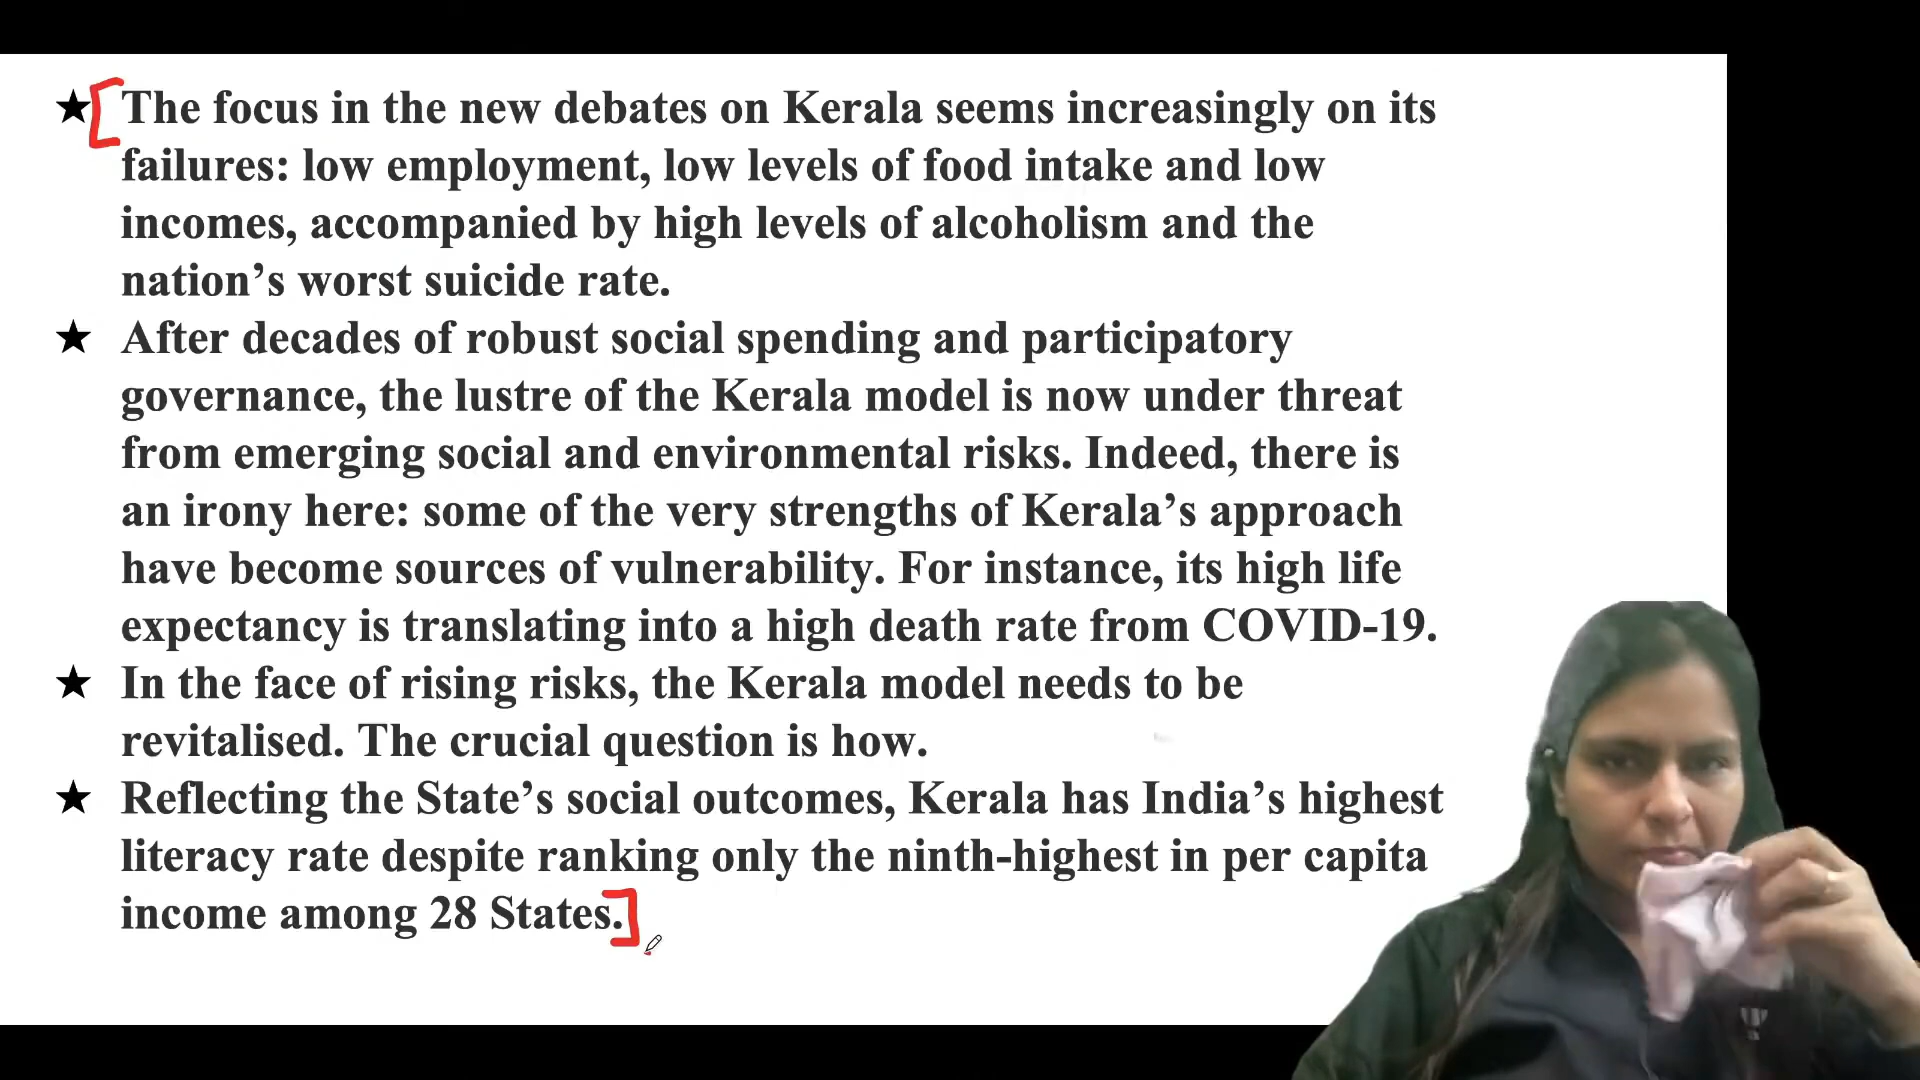 ★ The focus in the new debates on Kerala seems increasingly on its
failures: low employment, low levels of food intake and low
incomes, accompanied by high levels of alcoholism and the
nation’s worst suicide rate.
★ After decades of robust social spending and participatory
governance, the lustre of the Kerala model is now under threat
from emerging social and environmental risks. Indeed, there is
an irony here: some of the very strengths of Kerala’s approach
have become sources of vulnerability. For instance, its high life
expectancy is translating into a high death rate from COVID-19.
★ In the face of rising risks, the Kerala model needs to be
revitalised. The crucial question is how.
★ Reflecting the State’s social outcomes, Kerala has India’s highest
literacy rate despite ranking only the ninth-highest in per capita
income among 28 States.